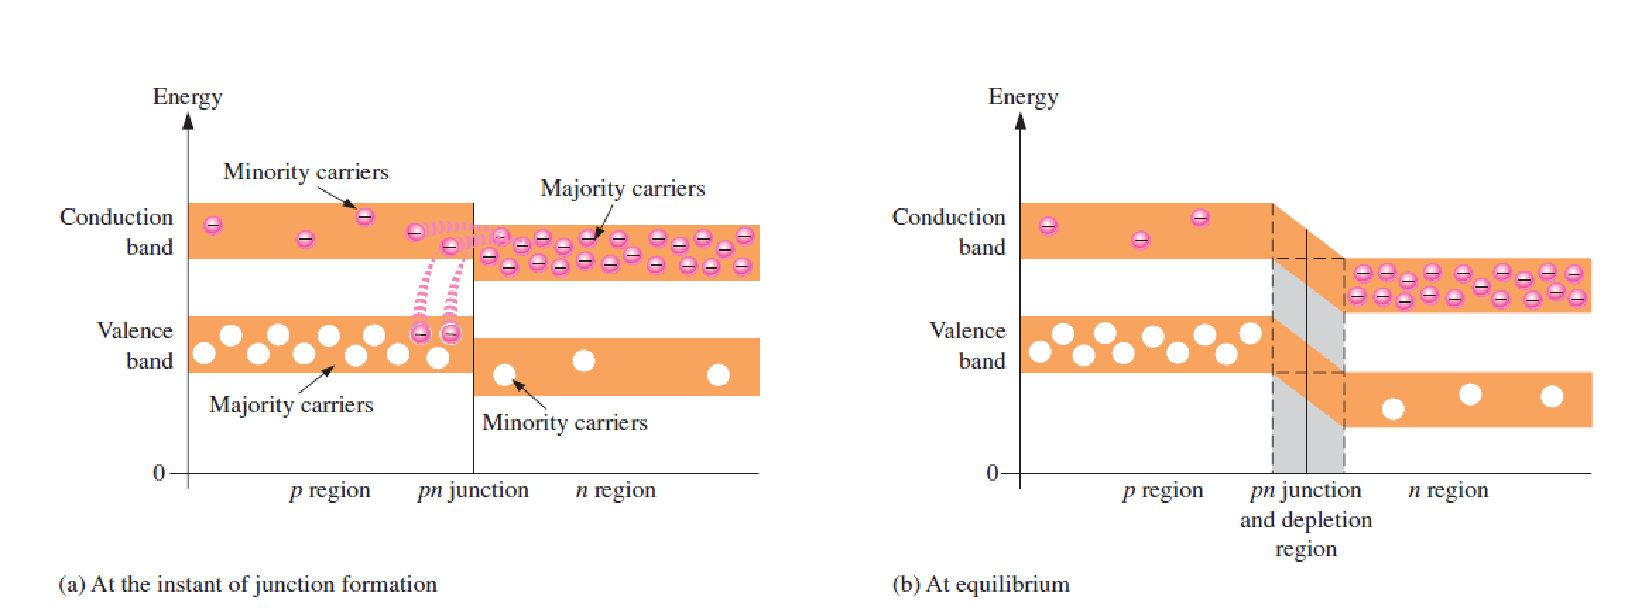 Energy
Minority carriers
Majority carriers
Conduction
band
Valence
band
Majority carriers
Minority carriers
0
p region
pn junction
n region
(a) At the instant of junction formation
Energy
Conduction
band
Valence
band
0
p region
pn junction
and depletion
region
n region
(b) At equilibrium